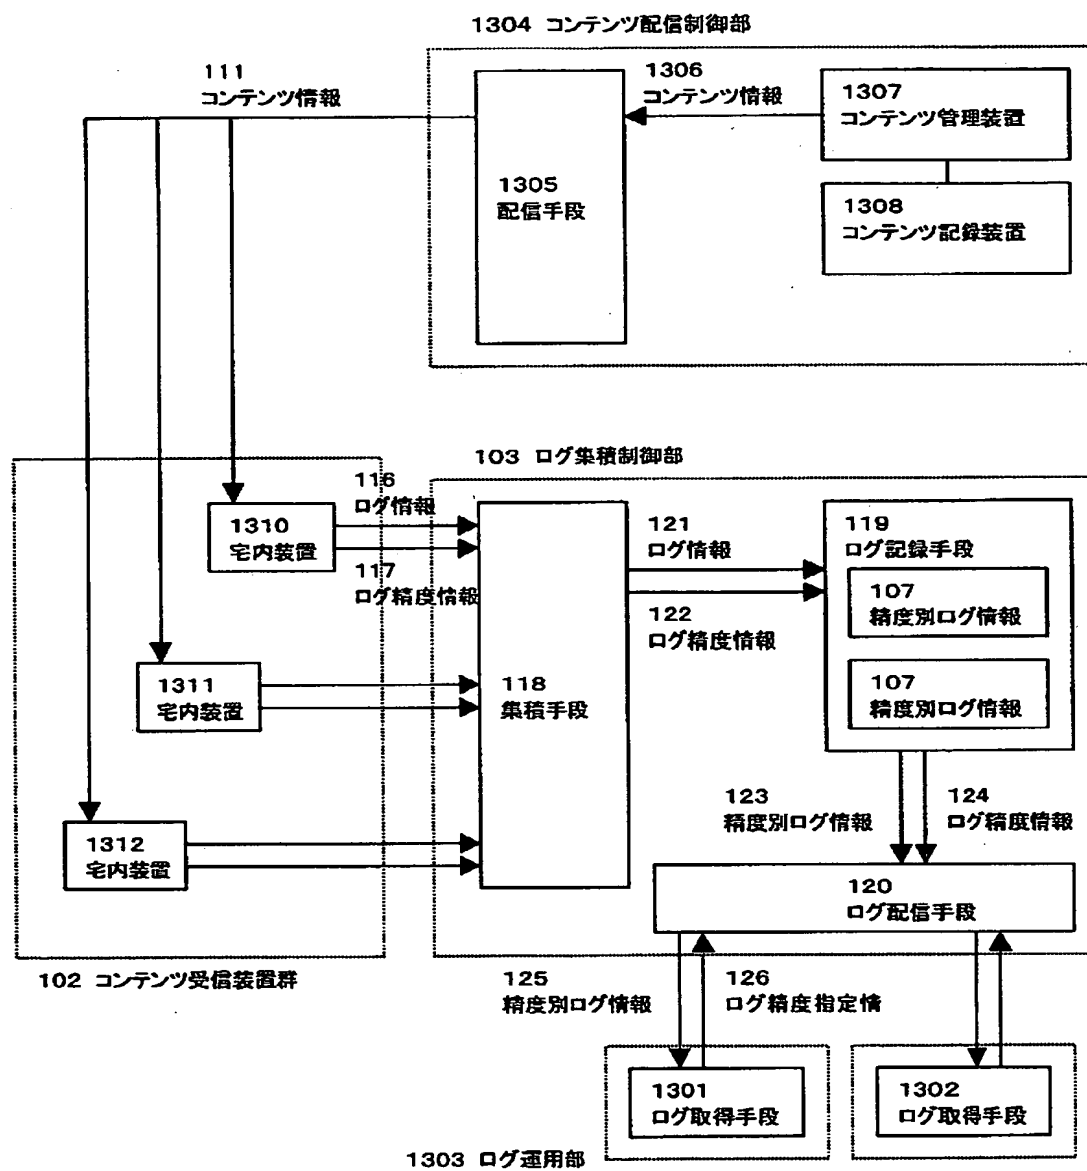 1304 コンテンツ配信制御部
111
コンテンツ情報
1306
コンテンツ情報
1307
コンテンツ管理装置
1305
配信手段
1308
コンテンツ記録装置
103 ログ集積制御部
116
ログ情報
1310
宅内装置
117
ログ精度情報
121
ログ情報
119
ログ記録手段
107
精度別ログ情報
122
ログ精度情報
1311
宅内装置
118
集積手段
107
精度別ログ情報
123
精度別ログ情報
124
ログ精度情報
1312
宅内装置
120
ログ配信手段
102 コンテンツ受信装置群
125
精度別ログ情報
126
ログ精度指定情
1301
ログ取得手段
1302
ログ取得手段
1303 ログ運用部